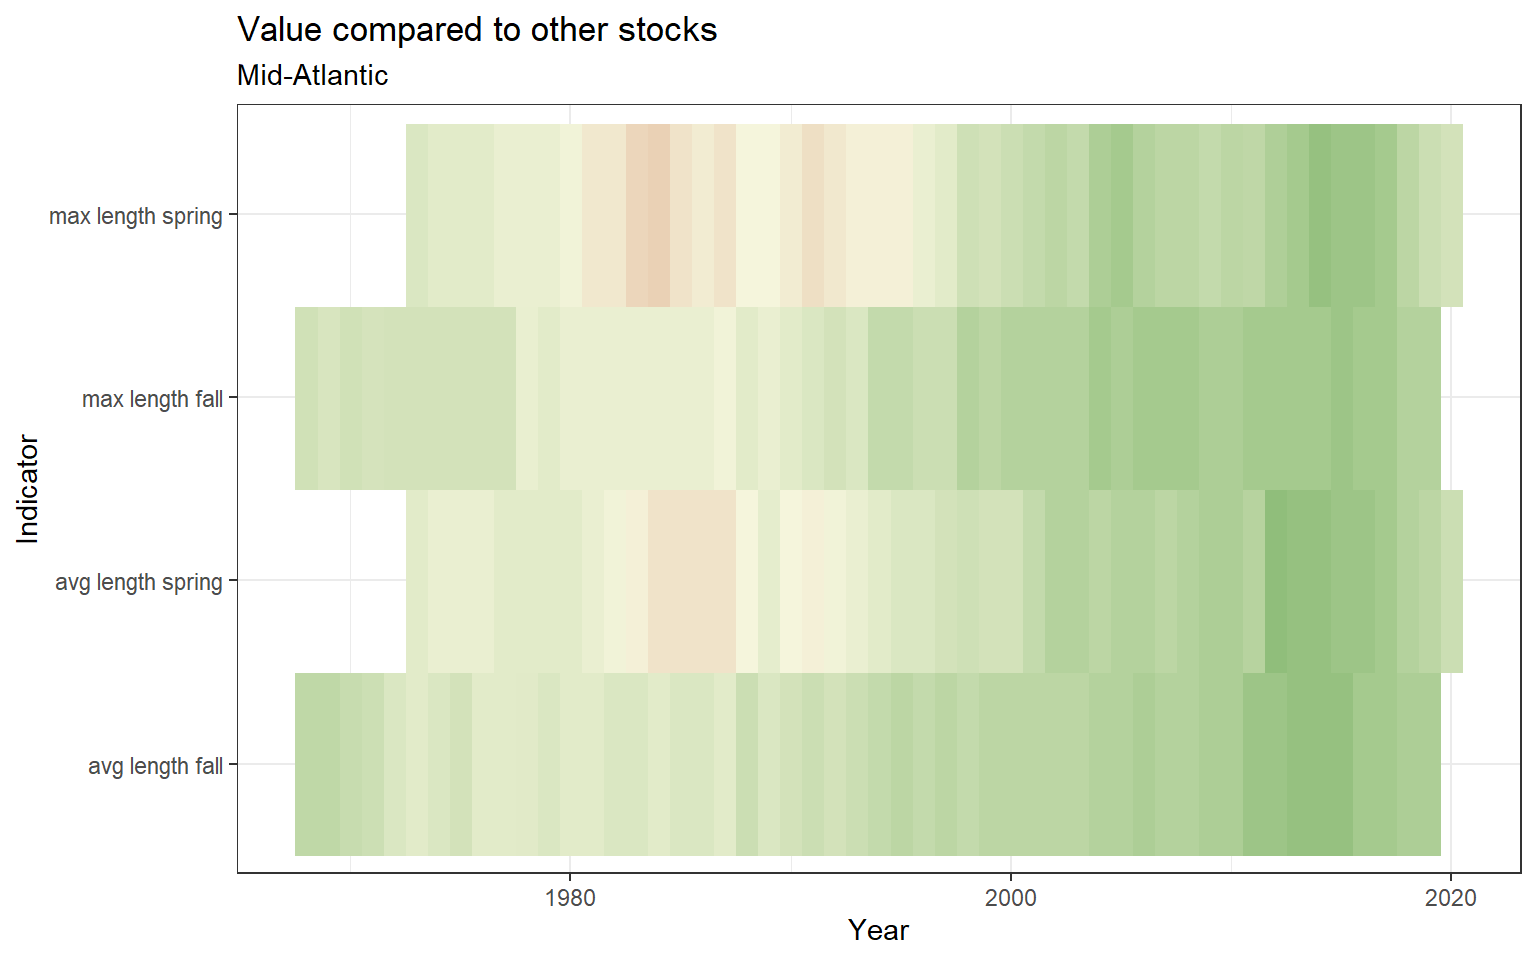 Value compared to other stocks
Mid-Atlantic
max length spring
max length fall
avg length spring
avg length fall
Indicator
1980
2000
2020
Year